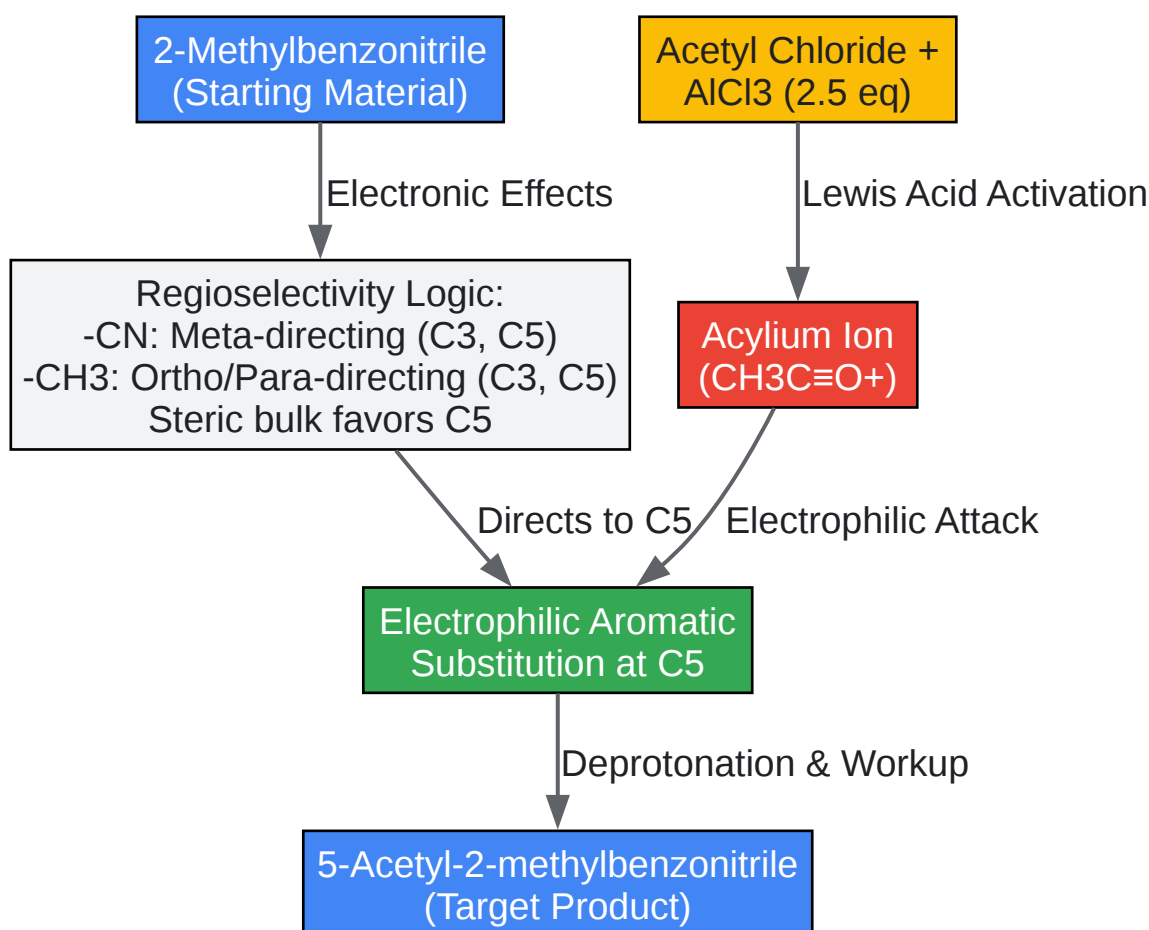 2-Methylbenzonitrile
(Starting Material)
Acetyl Chloride +
AlCl3 (2.5 eq)
Electronic Effects
Lewis Acid Activation
Regioselectivity Logic:
-CN: Meta-directing (C3, C5)
-CH3: Ortho/Para-directing (C3, C5)
Steric bulk favors C5
Acylium Ion
(CH3C≡O+)
Directs to C5
Electrophilic Attack
Electrophilic Aromatic
Substitution at C5
Deprotonation & Workup
5-Acetyl-2-methylbenzonitrile
(Target Product)